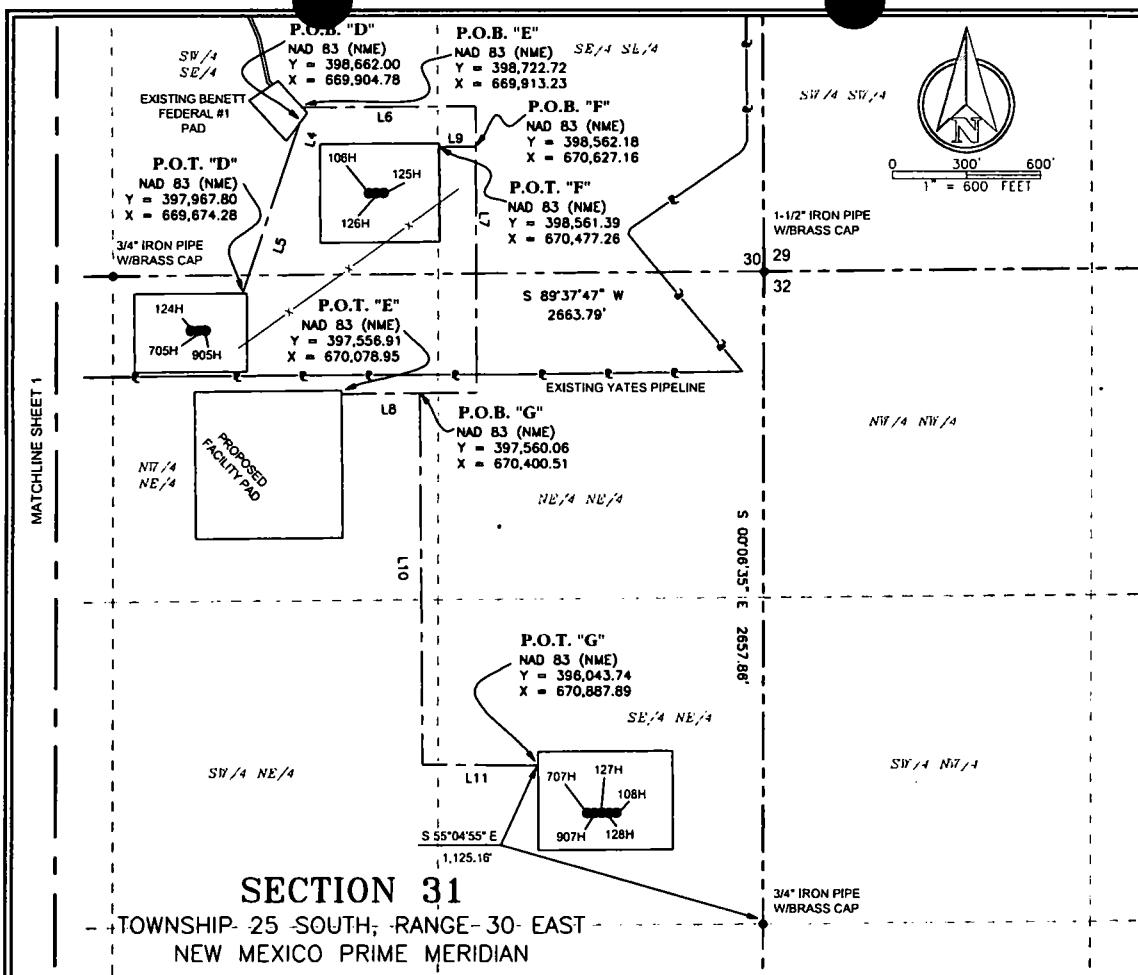 P.O.B. "D"
NAD 83 (NME)
Y = 398,662.00
X = 669,904.78
P.O.B. "E"
NAD 83 (NME)
Y = 398,722.72
X = 669,913.23
SW/4
SE/4
SE/4 SE/4
SW/4 SW/4
EXISTING BENETT
FEDERAL #1
PAD
L4
L6
L9
P.O.B. "F"
NAD 83 (NME)
Y = 398,562.18
X = 670,627.16
N
0 300' 600'
1" = 600 FEET
P.O.T. "D"
NAD 83 (NME)
Y = 397,967.80
X = 669,674.28
106H
125H
126H
P.O.T. "F"
NAD 83 (NME)
Y = 398,561.39
X = 670,477.26
L5
L7
3/4" IRON PIPE
W/BRASS CAP
1-1/2" IRON PIPE
W/BRASS CAP
30 29
32
S 89°37'47" W
2663.79'
124H
705H
905H
P.O.T. "E"
NAD 83 (NME)
Y = 397,556.91
X = 670,078.95
EXISTING YATES PIPELINE
L8
P.O.B. "G"
NAD 83 (NME)
Y = 397,560.06
X = 670,400.51
MATCHLINE SHEET 1
NW/4
NE/4
PROPOSED
FACILITY PAD
NE/4 NE/4
NW/4 NW/4
L10
S 00°06'35" E 2657.86'
P.O.T. "G"
NAD 83 (NME)
Y = 396,043.74
X = 670,887.89
SE/4 NE/4
SW/4 NE/4
SW/4 NW/4
L11
707H
127H
108H
907H
128H
S 55°04'55" E
1,125.16'
3/4" IRON PIPE
W/BRASS CAP
SECTION 31
TOWNSHIP 25 SOUTH, RANGE 30 EAST
NEW MEXICO PRIME MERIDIAN